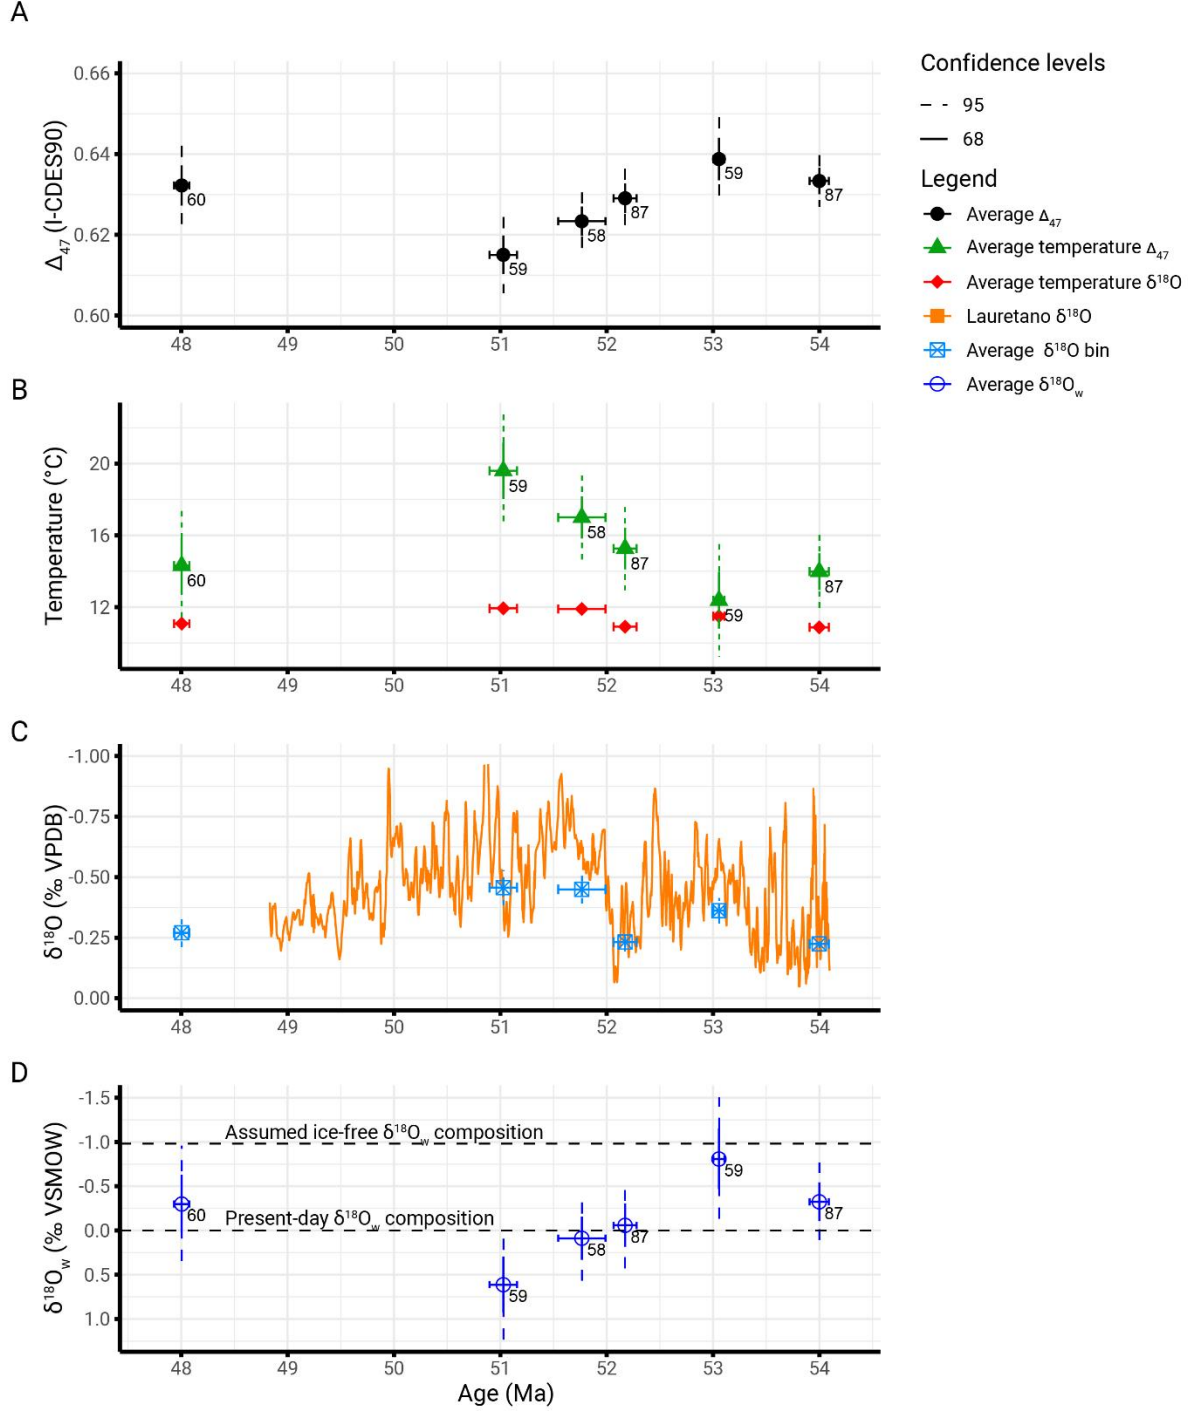 A
0.66
0.64
0.62
0.60
Δ47 (I-CDES90)
60
59
58
87
59
87
48 49 50 51 52 53 54
Confidence levels
95
68
Legend
Average Δ47
Average temperature Δ47
Average temperature δ¹⁸O
Lauretano δ¹⁸O
Average δ¹⁸O bin
Average δ¹⁸Ow
B
20
16
12
Temperature (°C)
60
59
58
87
59
87
48 49 50 51 52 53 54
C
-1.00
-0.75
-0.50
-0.25
0.00
δ¹⁸O (‰ VPDB)
48 49 50 51 52 53 54
D
-1.5
-1.0
-0.5
0.0
0.5
1.0
δ¹⁸Ow (‰ VSMOW)
Assumed ice-free δ¹⁸Ow composition
Present-day δ¹⁸Ow composition
60
59
58
87
59
87
48 49 50 51 52 53 54
Age (Ma)